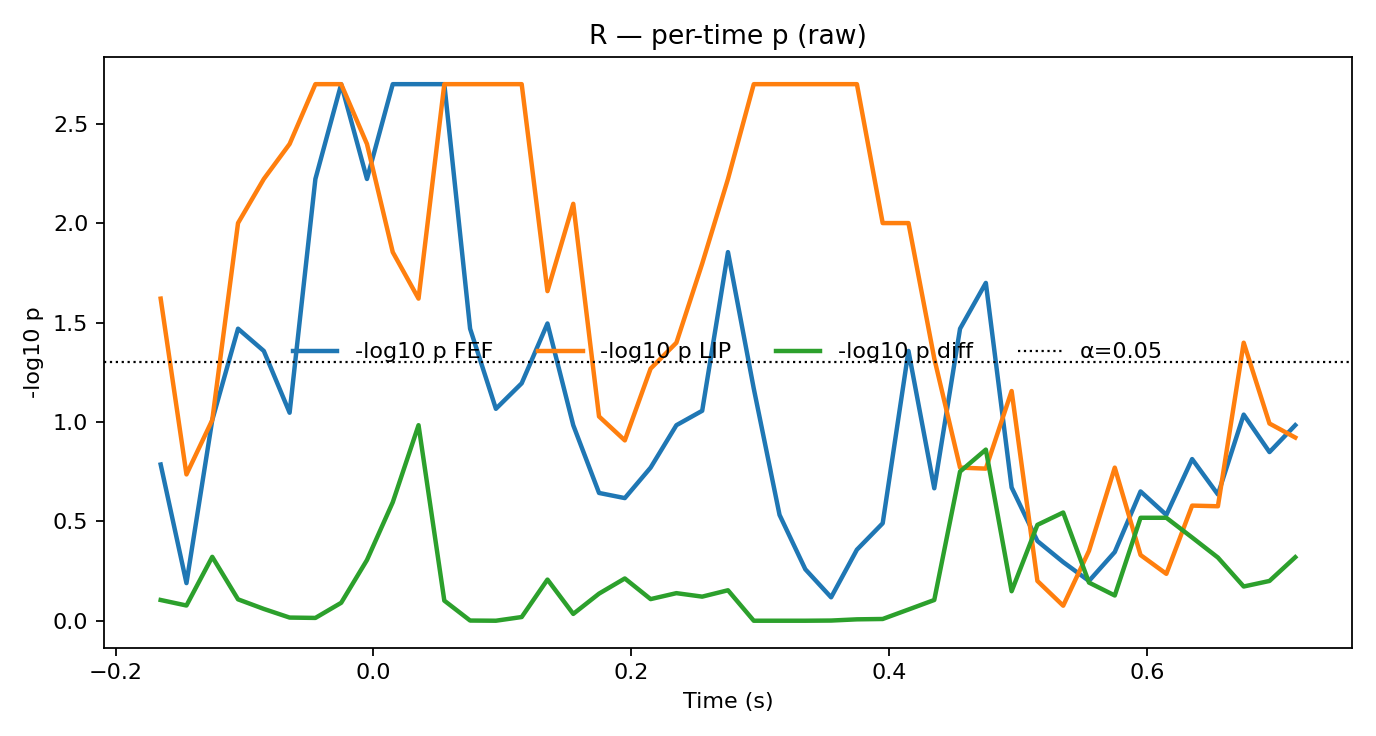 R — per-time p (raw)
2.5
2.0
1.5
1.0
0.5
0.0
-log10 p
-log10 p FEF -log10 p LIP -log10 p diff α=0.05
−0.2 0.0 0.2 0.4 0.6
Time (s)